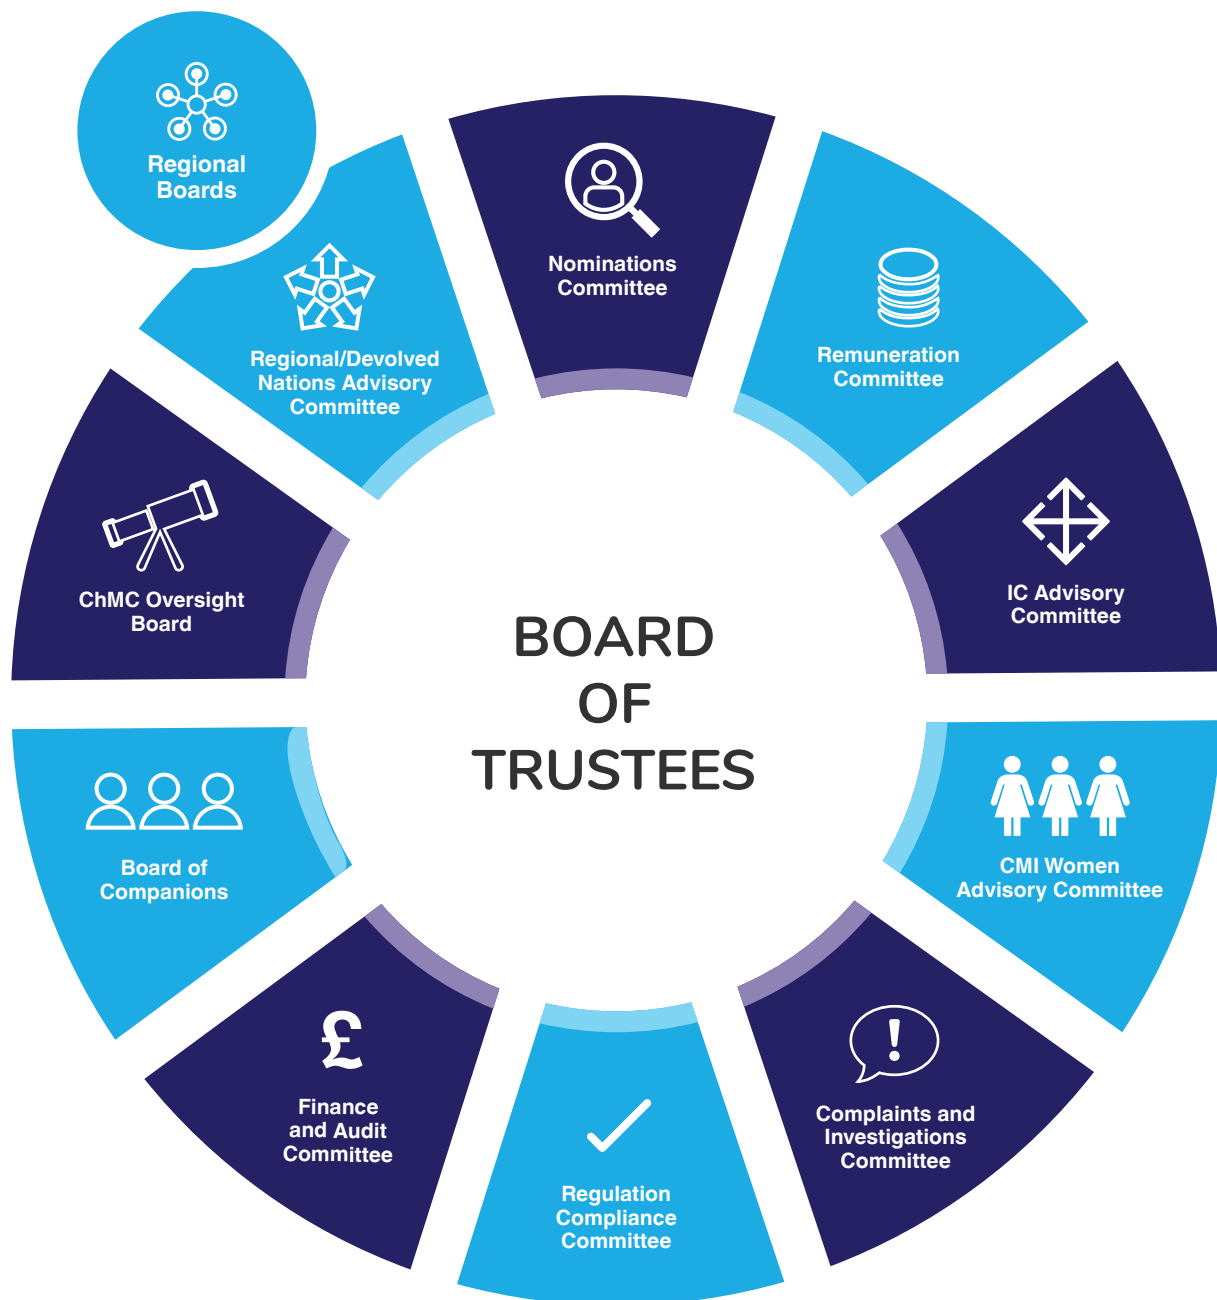 Regional
Boards
Nominations
Committee
Remuneration
Committee
Regional/Devolved
Nations Advisory
Committee
IC Advisory
Committee
ChMC Oversight
Board
BOARD
OF
TRUSTEES
Board of
Companions
CMI Women
Advisory Committee
£
Finance
and Audit
Committee
!
Complaints and
Investigations
Committee
Regulation
Compliance
Committee